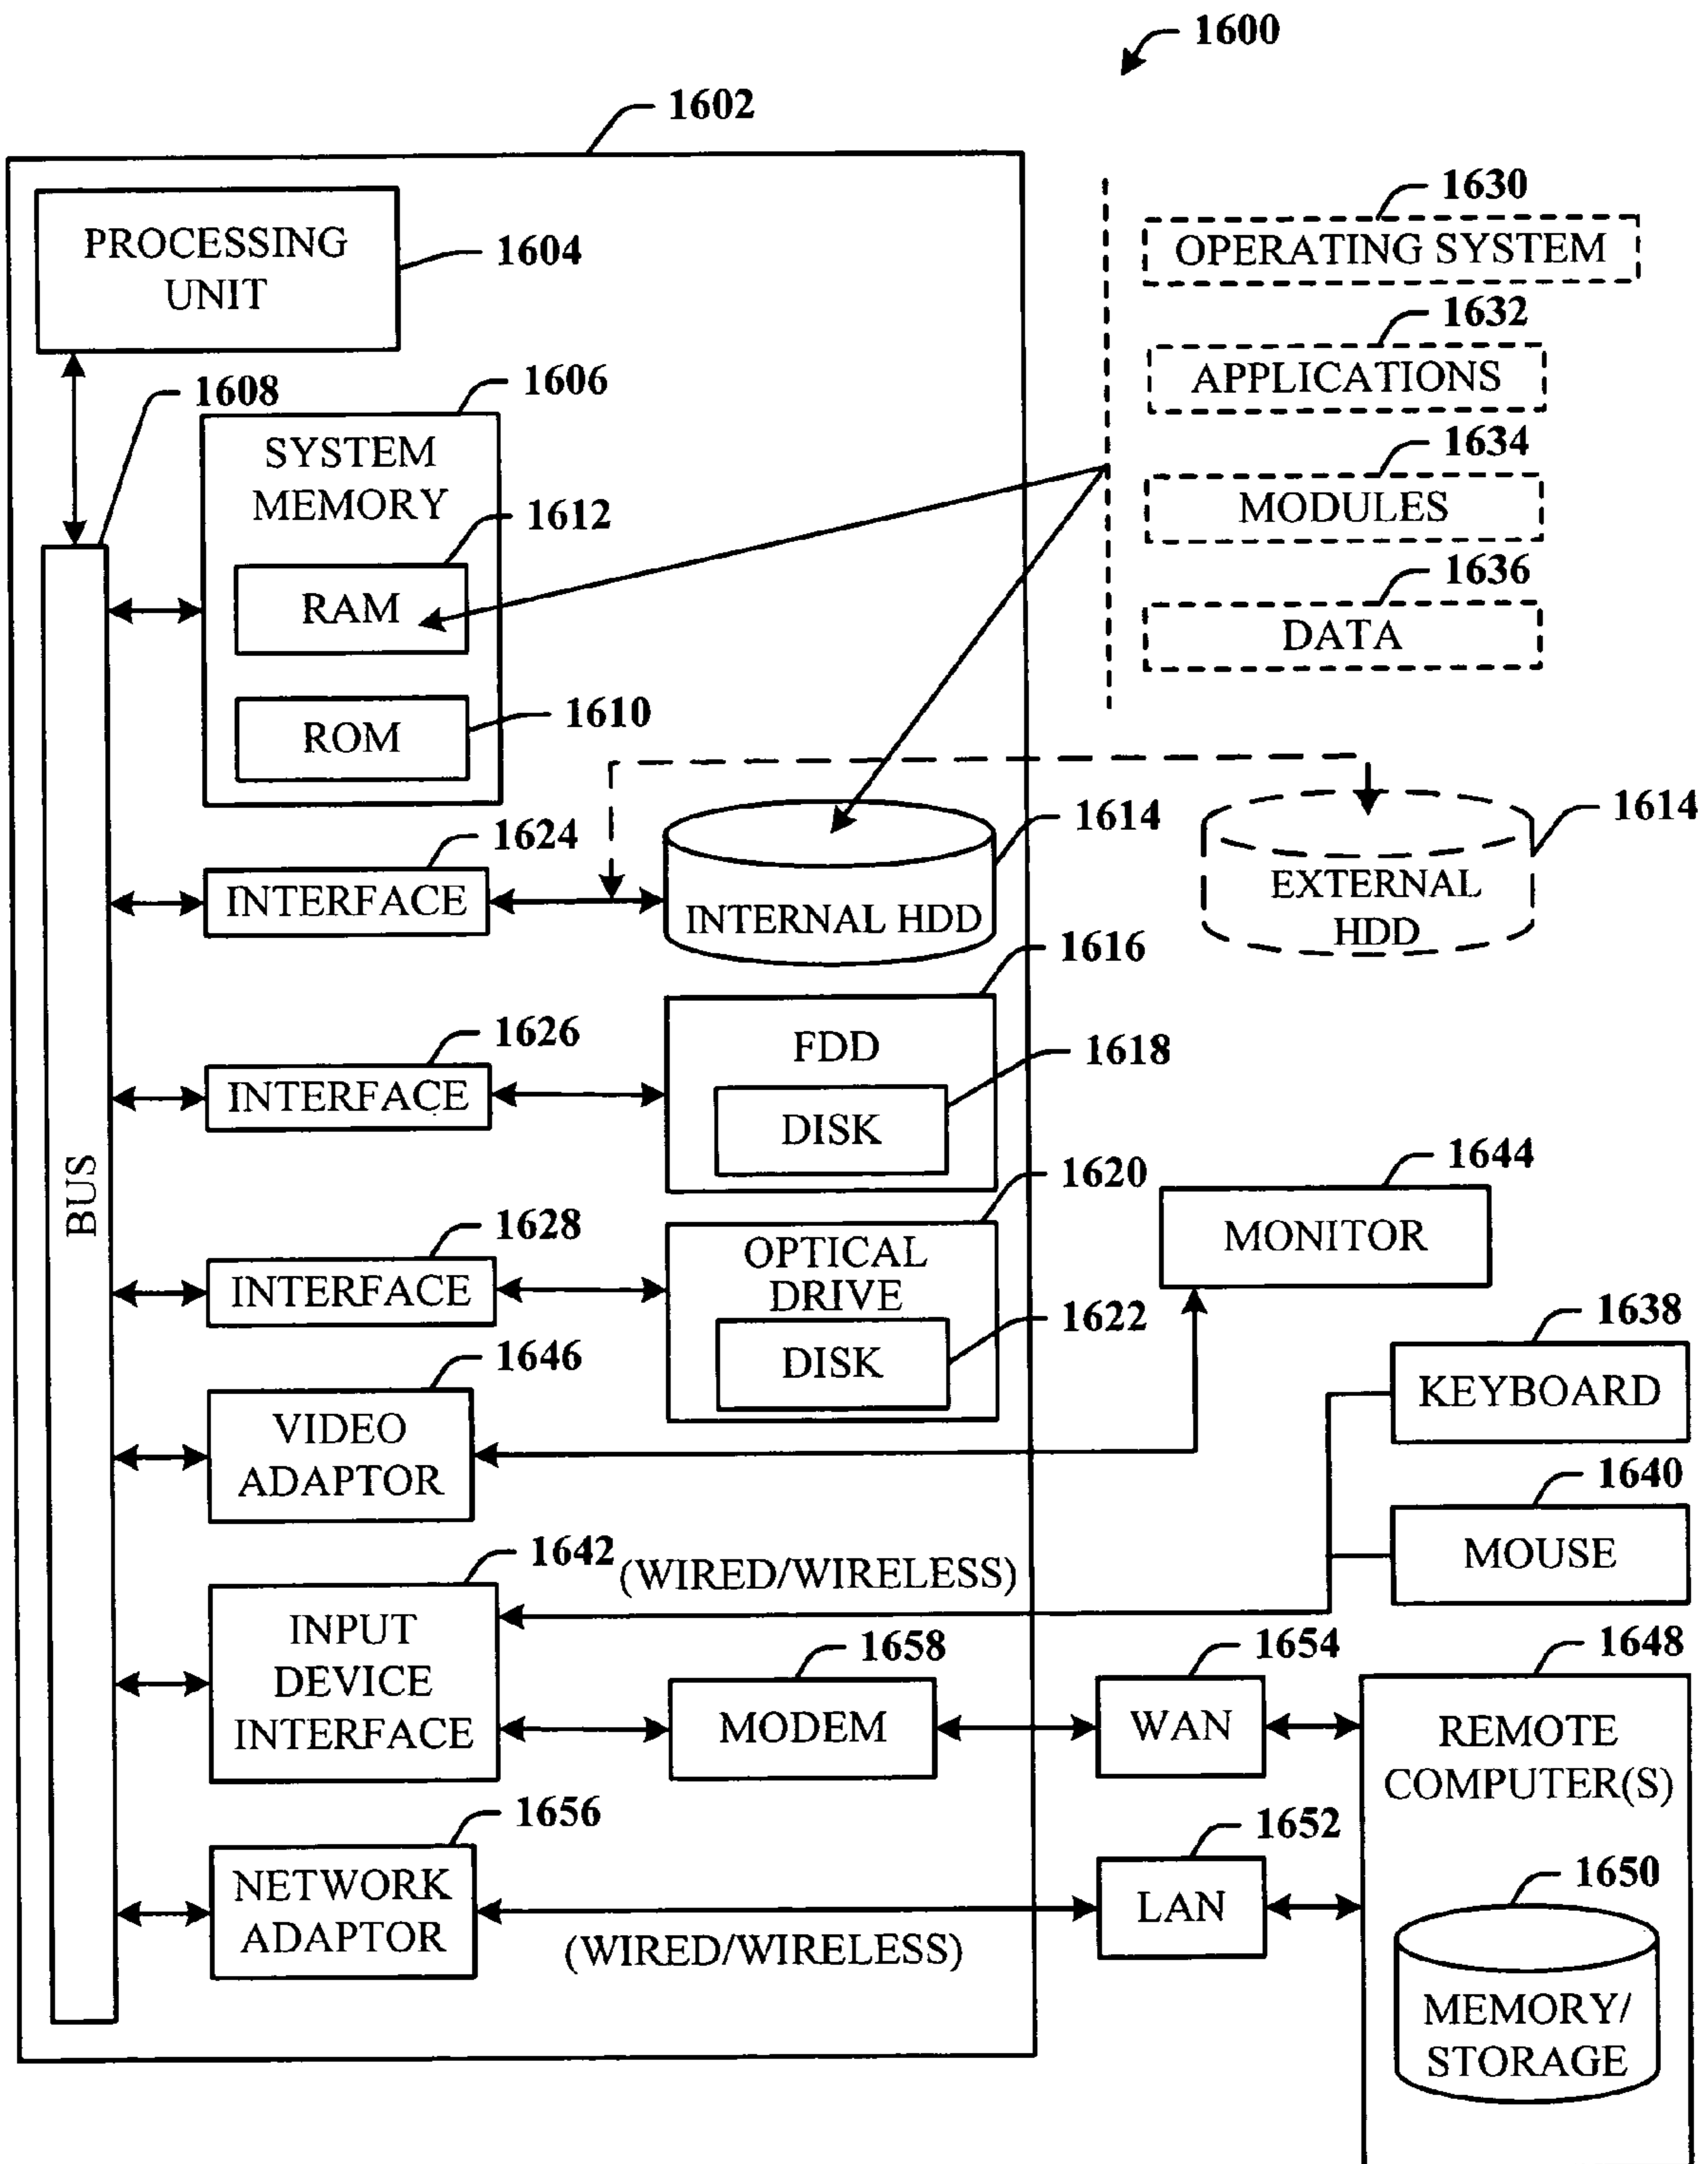 1600
1602
PROCESSING
UNIT
1604
1630
OPERATING SYSTEM
1632
APPLICATIONS
1634
MODULES
1636
DATA
1608
1606
SYSTEM
MEMORY
1612
RAM
1610
ROM
1624
INTERFACE
1614
INTERNAL HDD
1614
EXTERNAL
HDD
1616
FDD
1626
INTERFACE
1618
DISK
BUS
1620
OPTICAL
DRIVE
1628
INTERFACE
1622
DISK
1644
MONITOR
1638
KEYBOARD
1646
VIDEO
ADAPTOR
1640
MOUSE
1642
(WIRED/WIRELESS)
INPUT
DEVICE
INTERFACE
1658
MODEM
1654
WAN
1648
REMOTE
COMPUTER(S)
1656
NETWORK
ADAPTOR
(WIRED/WIRELESS)
1652
LAN
1650
MEMORY/
STORAGE